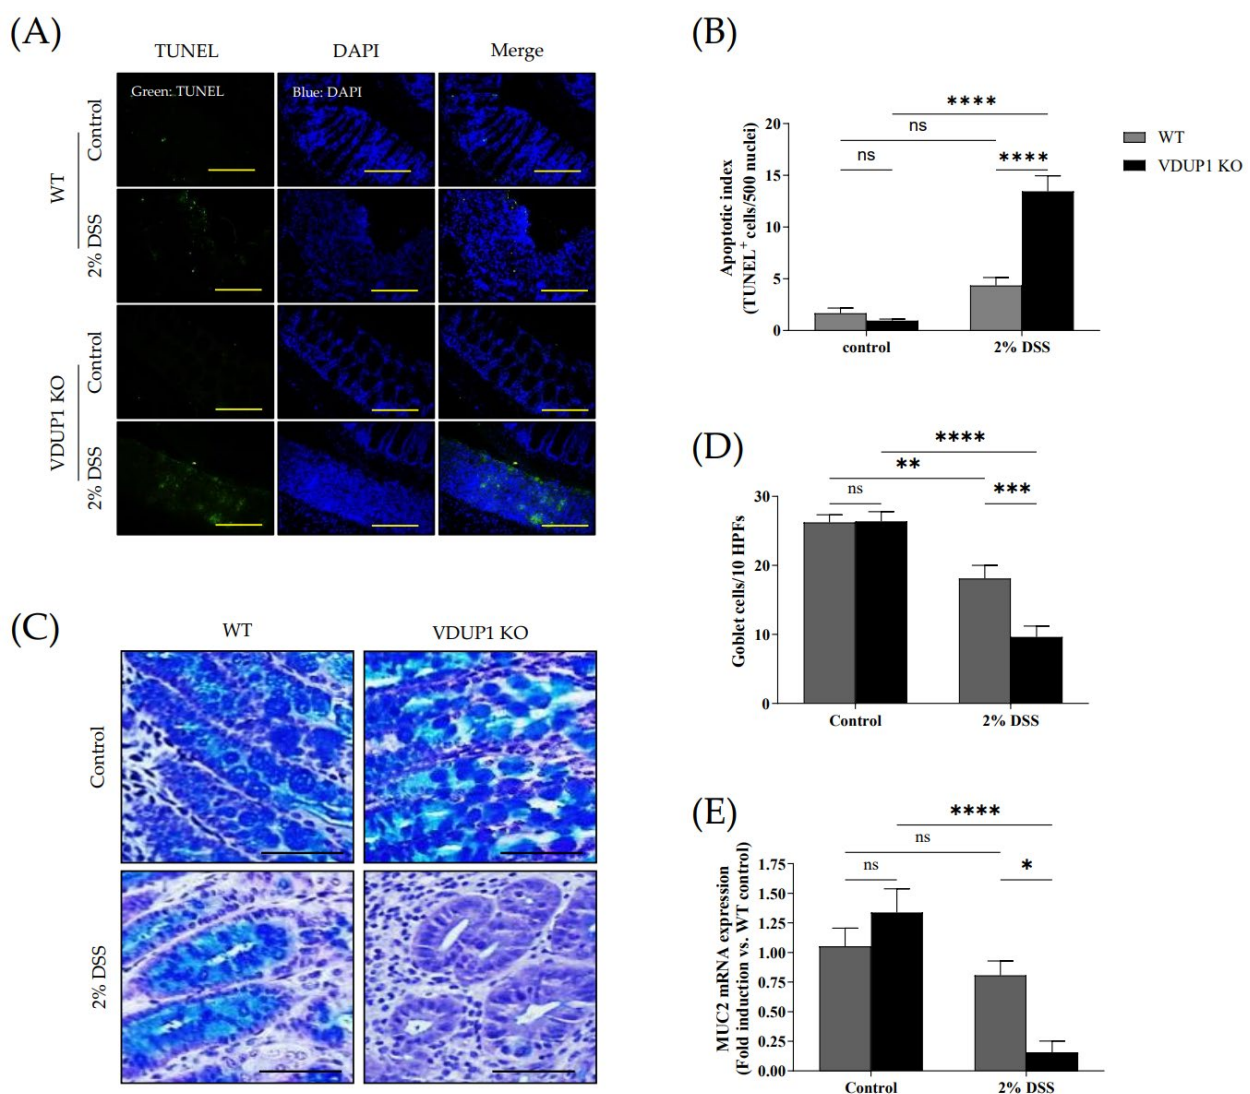 (A)
TUNEL DAPI Merge
Green: TUNEL Blue: DAPI
WT
Control
2% DSS
VDUP1 KO
Control
2% DSS
(B)
Apoptotic index
(TUNEL⁺ cells/500 nuclei)
20
15
10
5
0
ns
ns
****
****
control 2% DSS
WT
VDUP1 KO
(C)
WT VDUP1 KO
Control
2% DSS
(D)
Goblet cells/10 HPFs
30
20
10
0
****
**
ns
***
Control 2% DSS
(E)
MUC2 mRNA expression
(Fold induction vs. WT control)
1.75
1.50
1.25
1.00
0.75
0.50
0.25
0.00
****
ns
ns
*
Control 2% DSS